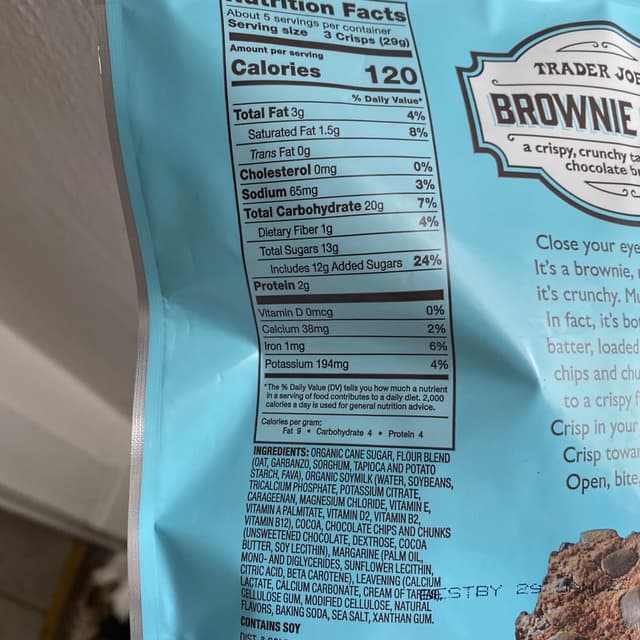 Nutrition Facts
About 5 servings per container
Serving size 3 Crisps (29g)
Amount per serving
Calories 120
% Daily Value*
Total Fat 3g 4%
Saturated Fat 1.5g 8%
Trans Fat 0g
Cholesterol 0mg 0%
Sodium 65mg 3%
Total Carbohydrate 20g 7%
Dietary Fiber 1g 4%
Total Sugars 13g
Includes 12g Added Sugars 24%
Protein 2g
Vitamin D 0mcg 0%
Calcium 38mg 2%
Iron 1mg 6%
Potassium 194mg 4%
*The % Daily Value (DV) tells you how much a nutrient
in a serving of food contributes to a daily diet. 2,000
calories a day is used for general nutrition advice.
Calories per gram:
Fat 9 • Carbohydrate 4 • Protein 4
INGREDIENTS: ORGANIC CANE SUGAR, FLOUR BLEND
(OAT, GARBANZO, SORGHUM, TAPIOCA AND POTATO
STARCH, FAVA), ORGANIC SOYMILK (WATER, SOYBEANS,
TRICALCIUM PHOSPHATE, POTASSIUM CITRATE,
CARAGEENAN, MAGNESIUM CHLORIDE, VITAMIN E,
VITAMIN A PALMITATE, VITAMIN D2, VITAMIN B2,
VITAMIN B12), COCOA, CHOCOLATE CHIPS AND CHUNKS
(UNSWEETENED CHOCOLATE, DEXTROSE, COCOA
BUTTER, SOY LECITHIN), MARGARINE (PALM OIL,
MONO- AND DIGLYCERIDES, SUNFLOWER LECITHIN,
CITRIC ACID, BETA CAROTENE), LEAVENING (CALCIUM
LACTATE, CALCIUM CARBONATE, CREAM OF TARTAR,
CELLULOSE GUM, MODIFIED CELLULOSE, NATURAL
FLAVORS, BAKING SODA, SEA SALT, XANTHAN GUM.
CONTAINS SOY
BESTBY 29
TRADER JOE
BROWNIE
a crispy, crunchy ta
chocolate b
Close your eye
It's a brownie,
it's crunchy. Mu
In fact, it's bo
batter, loaded
chips and chu
to a crispy f
Crisp in your
Crisp towar
Open, bite,